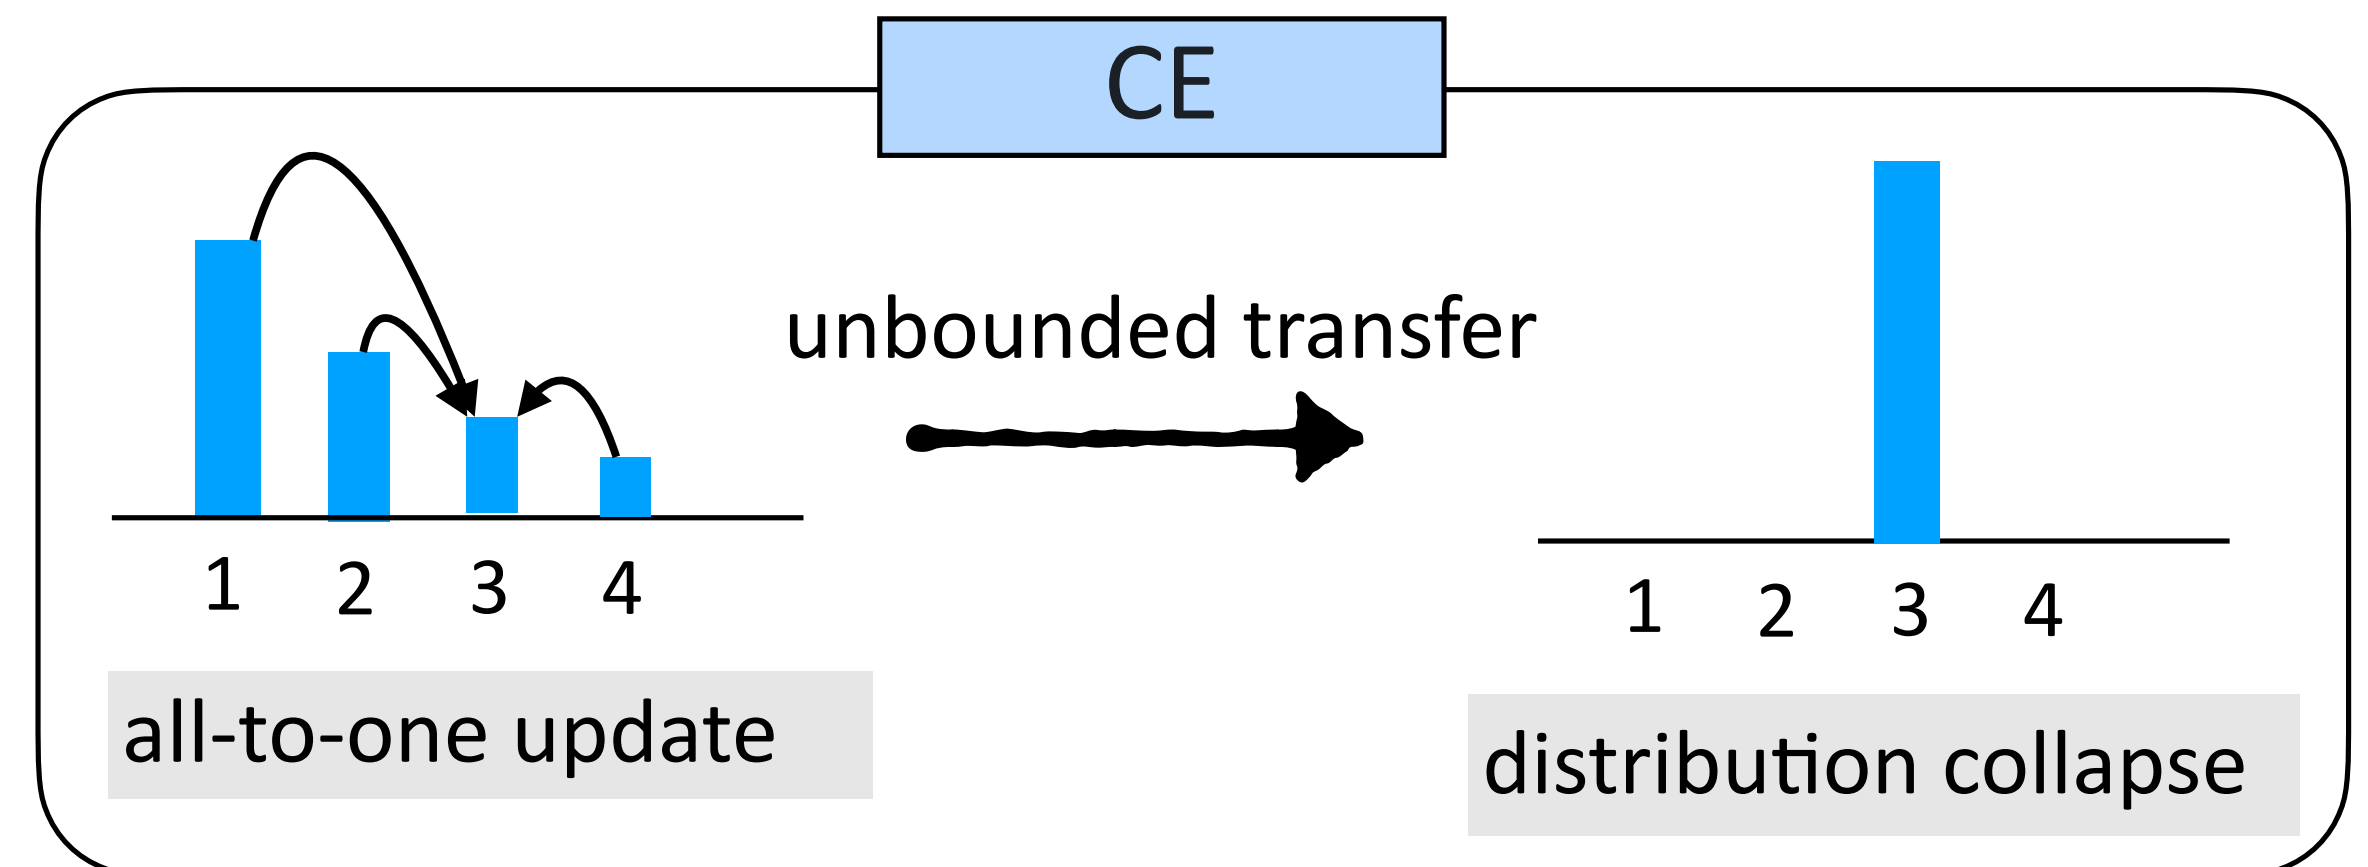 CE
unbounded transfer
1 2 3 4
all-to-one update
1 2 3 4
distribution collapse